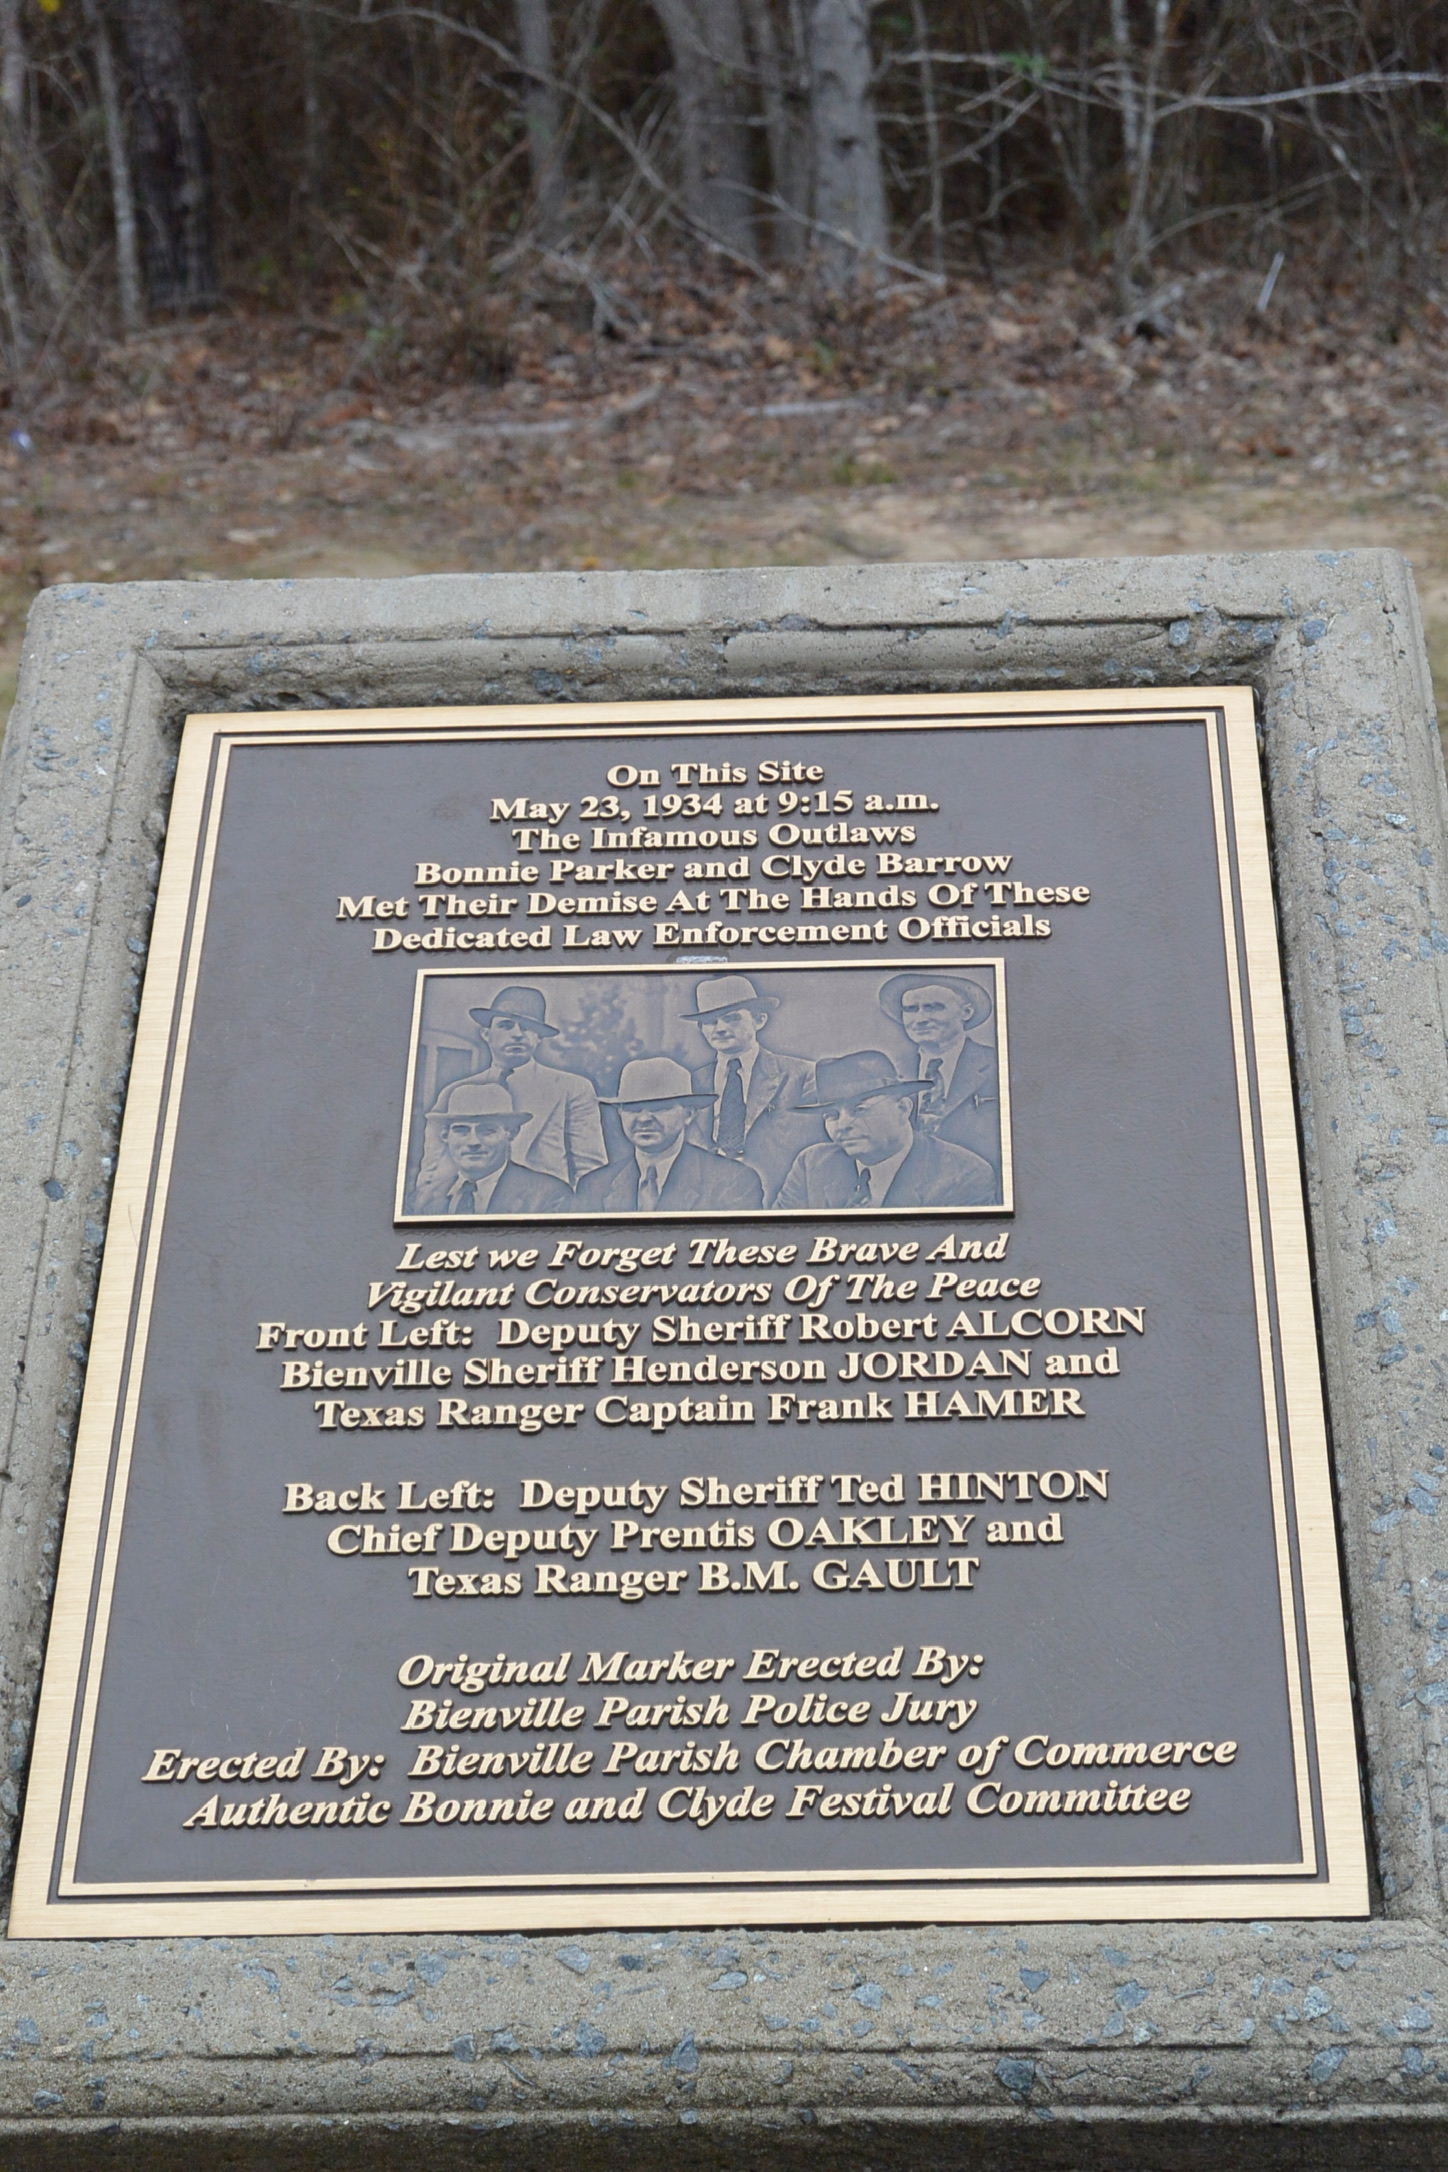 On This Site
May 23, 1934 at 9:15 a.m.
The Infamous Outlaws
Bonnie Parker and Clyde Barrow
Met Their Demise At The Hands Of These
Dedicated Law Enforcement Officials
Lest we Forget These Brave And
Vigilant Conservators Of The Peace
Front Left: Deputy Sheriff Robert ALCORN
Bienville Sheriff Henderson JORDAN and
Texas Ranger Captain Frank HAMER
Back Left: Deputy Sheriff Ted HINTON
Chief Deputy Prentis OAKLEY and
Texas Ranger B.M. GAULT
Original Marker Erected By:
Bienville Parish Police Jury
Erected By: Bienville Parish Chamber of Commerce
Authentic Bonnie and Clyde Festival Committee